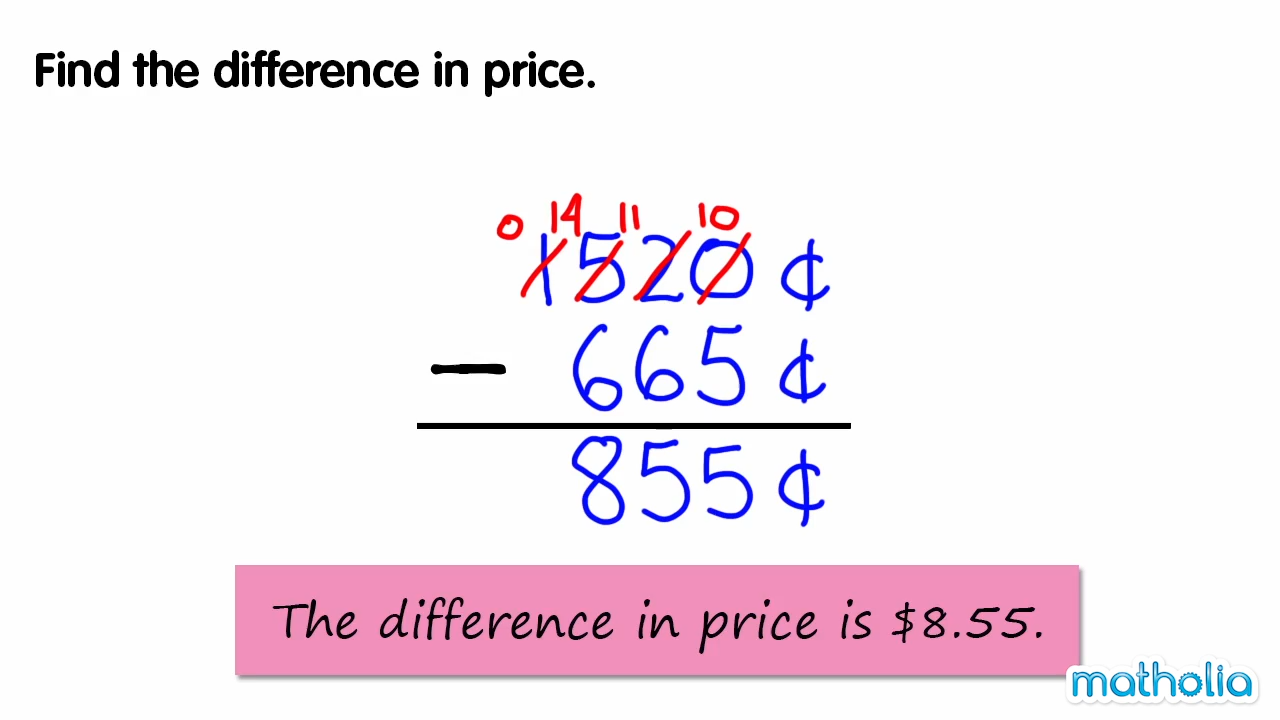 Find the difference in price.
0 14 11 10
1520 ¢
− 665 ¢
855 ¢
The difference in price is $8.55.
matholia